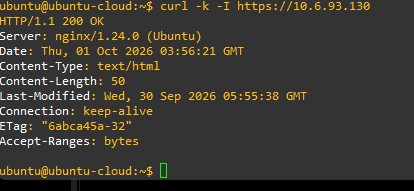 ubuntu@ubuntu-cloud:~$ curl -k -I https://10.6.93.130
HTTP/1.1 200 OK
Server: nginx/1.24.0 (Ubuntu)
Date: Thu, 01 Oct 2026 03:56:21 GMT
Content-Type: text/html
Content-Length: 50
Last-Modified: Wed, 30 Sep 2026 05:55:38 GMT
Connection: keep-alive
ETag: "6abca45a-32"
Accept-Ranges: bytes
ubuntu@ubuntu-cloud:~$